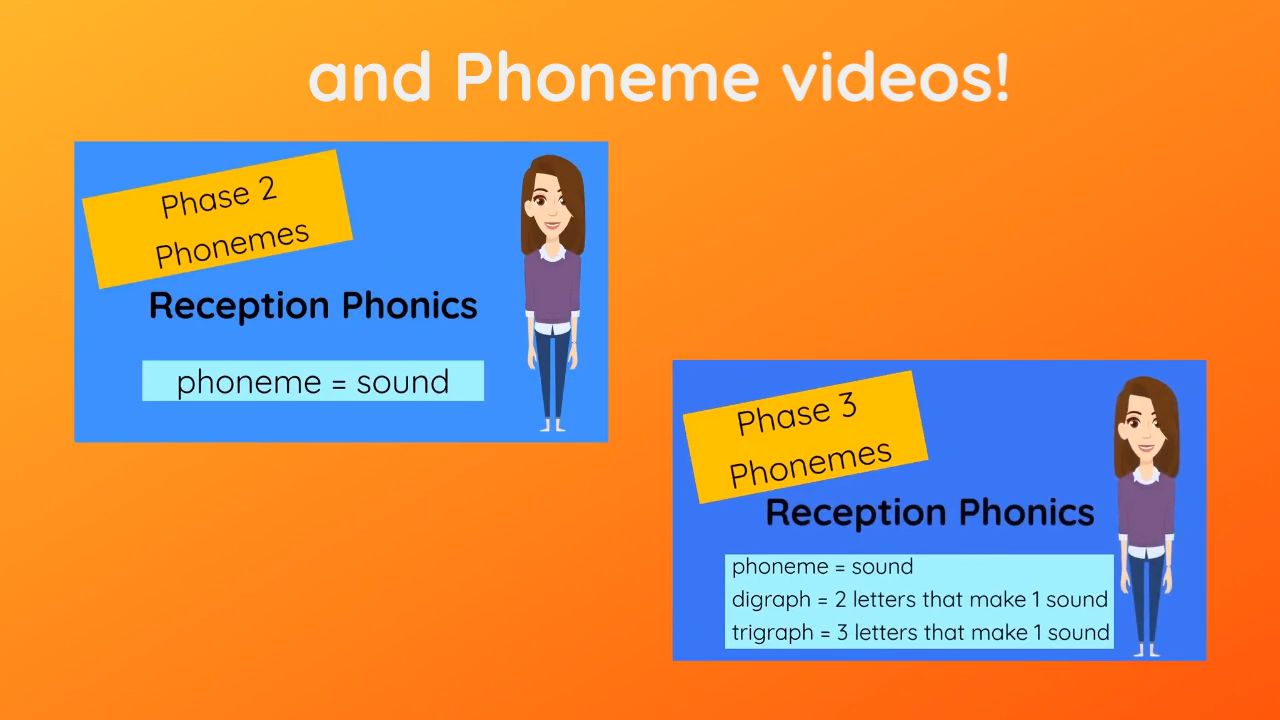 and Phoneme videos!
Phase 2
Phonemes
Reception Phonics
phoneme = sound
Phase 3
Phonemes
Reception Phonics
phoneme = sound
digraph = 2 letters that make 1 sound
trigraph = 3 letters that make 1 sound